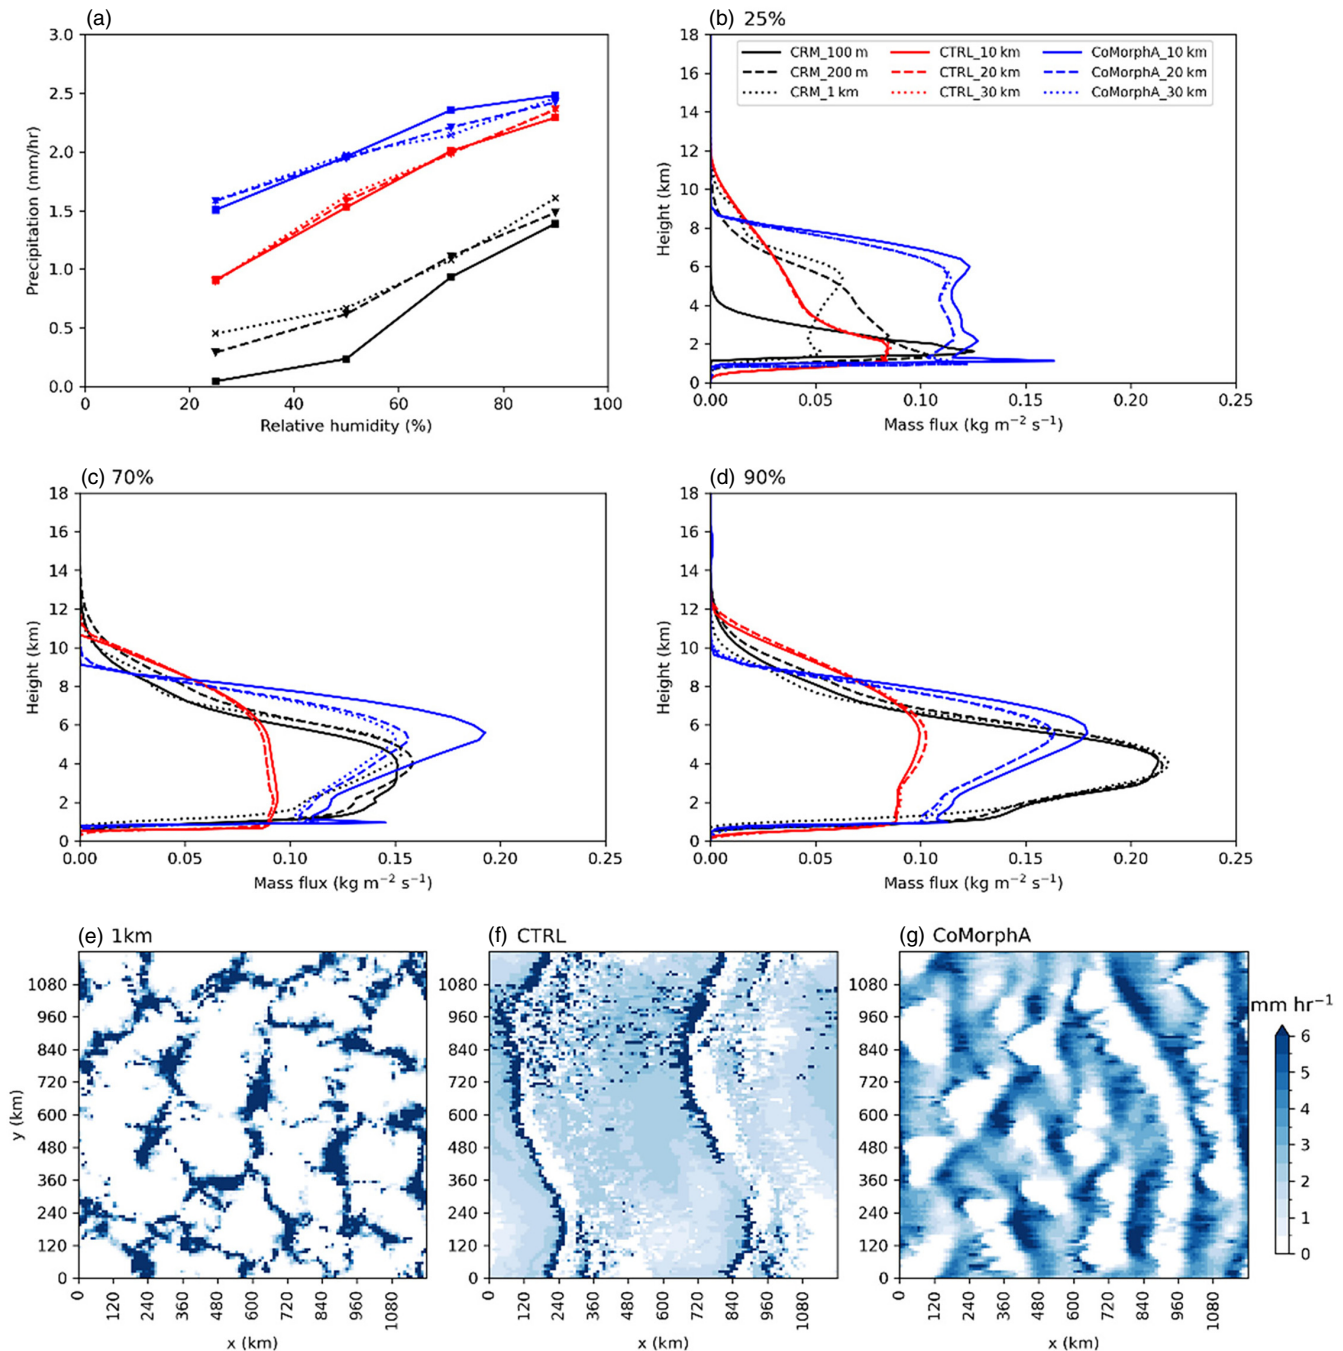 (a)
3.0
2.5
2.0
1.5
1.0
0.5
0.0
Precipitation (mm/hr)
0 20 40 60 80 100
Relative humidity (%)
(b) 25%
CRM_100 m CTRL_10 km CoMorphA_10 km
CRM_200 m CTRL_20 km CoMorphA_20 km
CRM_1 km CTRL_30 km CoMorphA_30 km
18
16
14
12
10
8
6
4
2
0
Height (km)
0.00 0.05 0.10 0.15 0.20 0.25
Mass flux (kg m⁻² s⁻¹)
(c) 70%
18
16
14
12
10
8
6
4
2
0
Height (km)
0.00 0.05 0.10 0.15 0.20 0.25
Mass flux (kg m⁻² s⁻¹)
(d) 90%
18
16
14
12
10
8
6
4
2
0
Height (km)
0.00 0.05 0.10 0.15 0.20 0.25
Mass flux (kg m⁻² s⁻¹)
(e) 1km
1080
960
840
720
600
480
360
240
120
0
y (km)
0 120 240 360 480 600 720 840 960 1080
x (km)
(f) CTRL
1080
960
840
720
600
480
360
240
120
0
0 120 240 360 480 600 720 840 960 1080
x (km)
(g) CoMorphA
1080
960
840
720
600
480
360
240
120
0
0 120 240 360 480 600 720 840 960 1080
x (km)
mm hr⁻¹
6
5
4
3
2
1
0